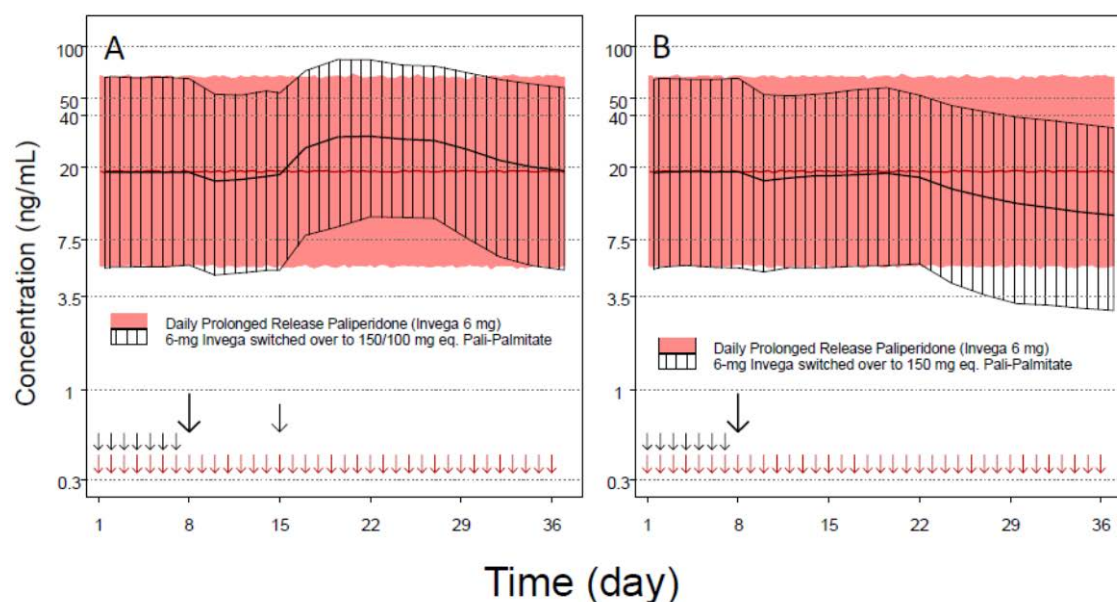 Concentration (ng/mL)
A
100
50
40
20
7.5
3.5
1
0.3
Daily Prolonged Release Paliperidone (Invega 6 mg)
6-mg Invega switched over to 150/100 mg eq. Pali-Palmitate
1 8 15 22 29 36
B
100
50
40
20
7.5
3.5
1
0.3
Daily Prolonged Release Paliperidone (Invega 6 mg)
6-mg Invega switched over to 150 mg eq. Pali-Palmitate
1 8 15 22 29 36
Time (day)